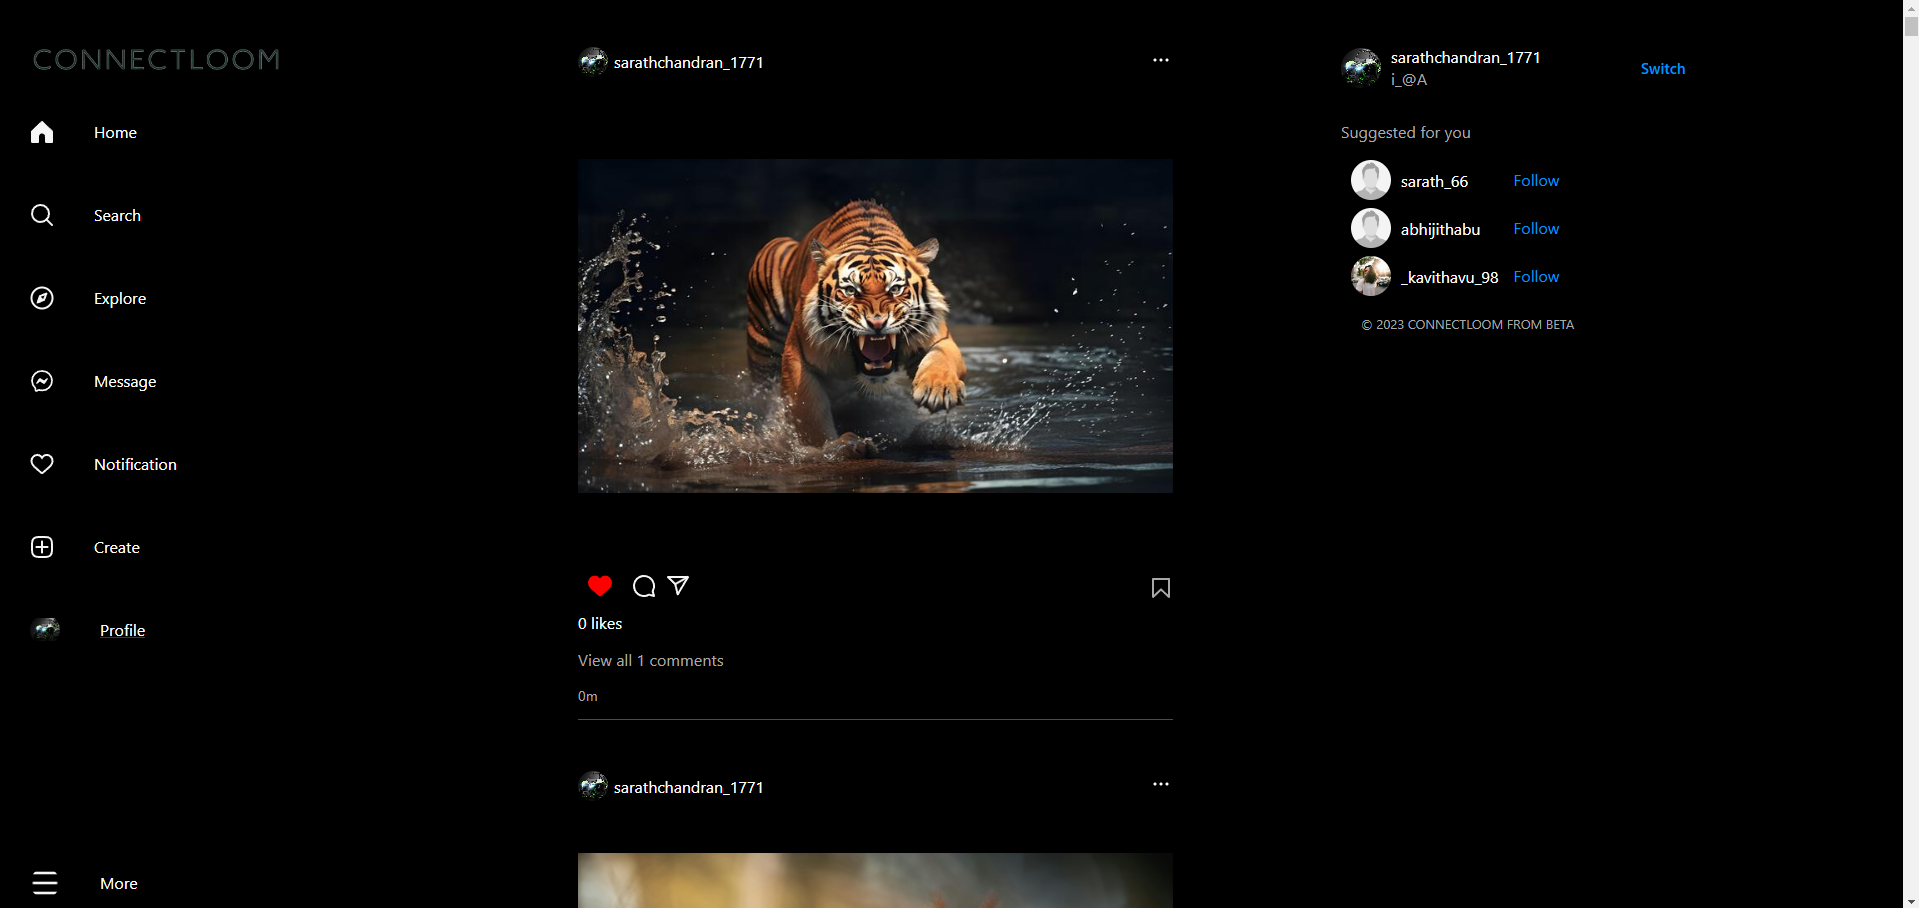 CONNECTLOOM
Home
Search
Explore
Message
Notification
Create
Profile
More
sarathchandran_1771
0 likes
View all 1 comments
0m
sarathchandran_1771
sarathchandran_1771
i_@A
Switch
Suggested for you
sarath_66 Follow
abhijithabu Follow
_kavithavu_98 Follow
© 2023 CONNECTLOOM FROM BETA